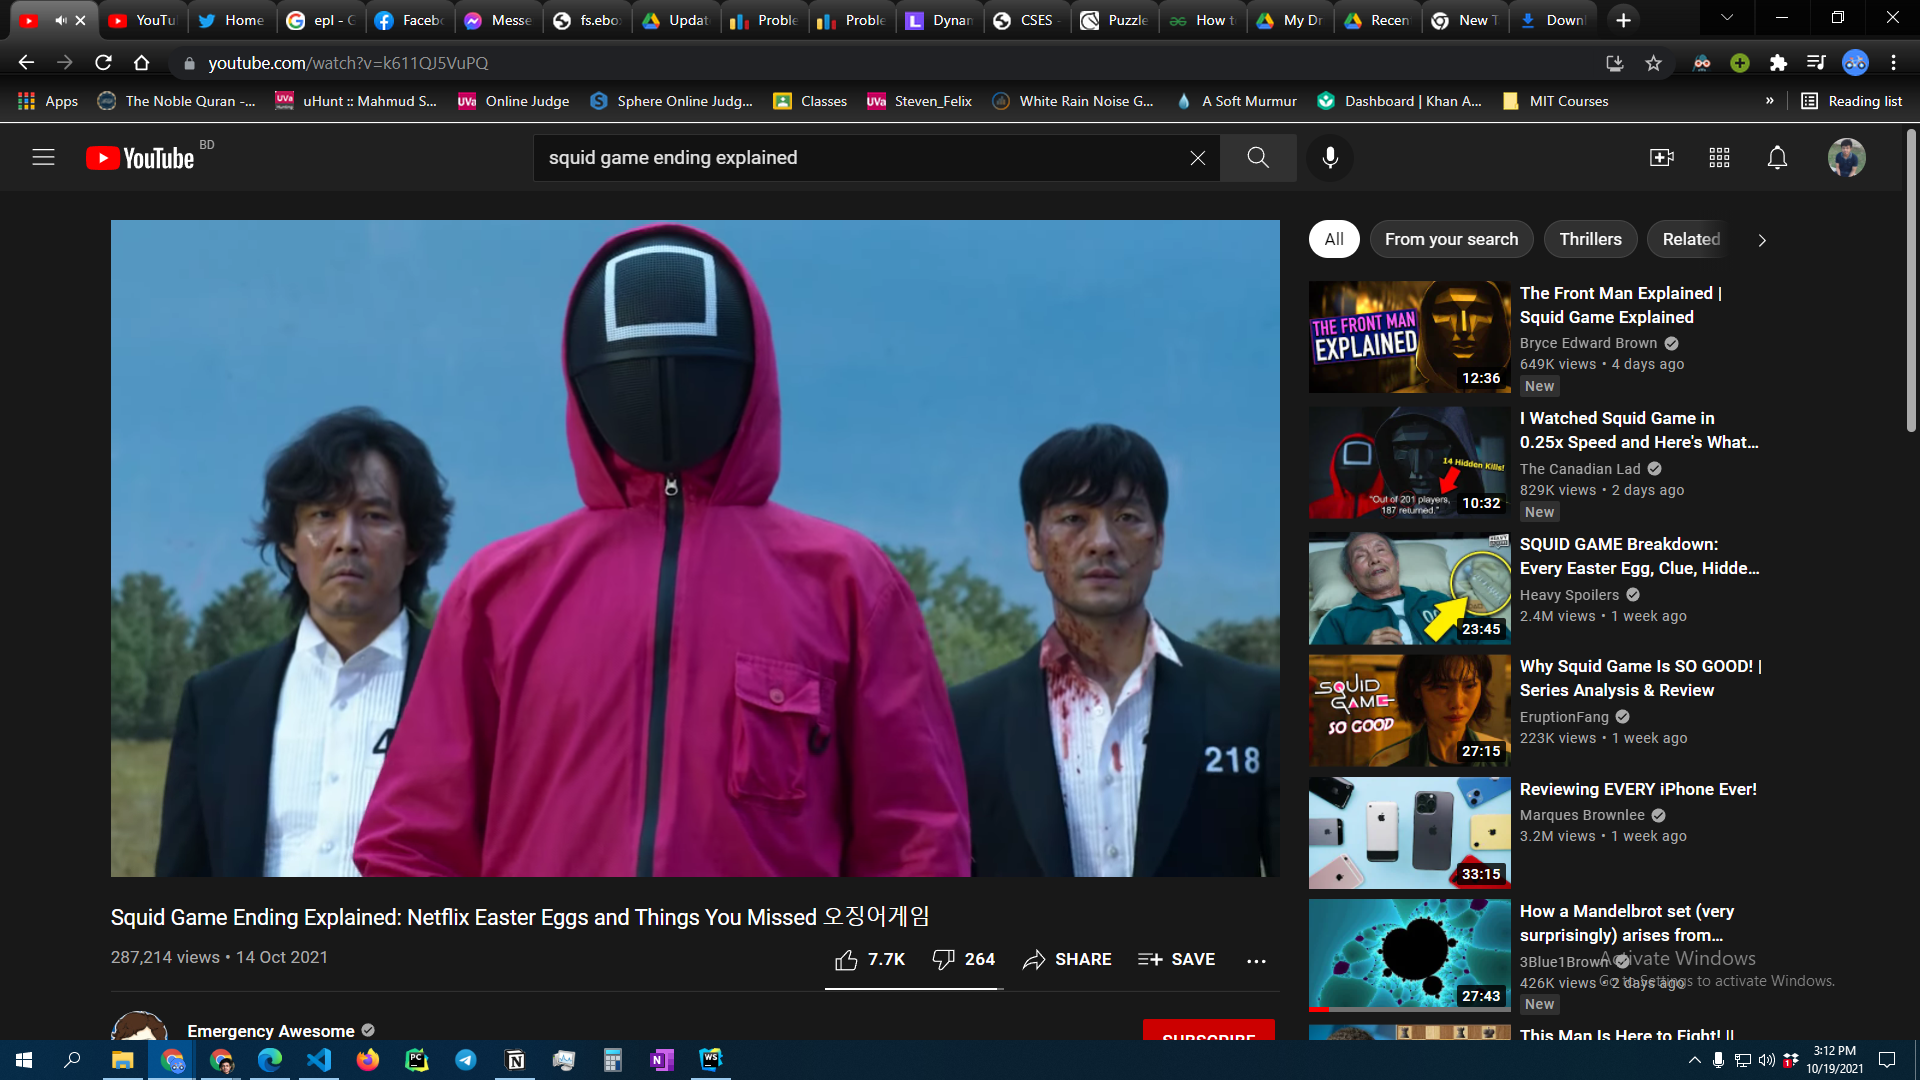 YouTu
Home
epl - G
Facebo
Messe
fs.ebo
Update
Proble
Proble
Dynam
CSES -
Puzzle
How to
My Dr
Recen
New T
Downl
youtube.com/watch?v=k611QJ5VuPQ
Apps
The Noble Quran -...
uHunt :: Mahmud S...
Online Judge
Sphere Online Judg...
Classes
Steven_Felix
White Rain Noise G...
A Soft Murmur
Dashboard | Khan A...
MIT Courses
»
Reading list
YouTube BD
squid game ending explained
All
From your search
Thrillers
Related
218
THE FRONT MAN
EXPLAINED
12:36
The Front Man Explained |
Squid Game Explained
Bryce Edward Brown
649K views • 4 days ago
New
14 Hidden Kills!
"Out of 201 players,
187 returned."
10:32
I Watched Squid Game in
0.25x Speed and Here's What...
The Canadian Lad
829K views • 2 days ago
New
23:45
SQUID GAME Breakdown:
Every Easter Egg, Clue, Hidde...
Heavy Spoilers
2.4M views • 1 week ago
SQUID
GAME
SO GOOD
27:15
Why Squid Game Is SO GOOD! |
Series Analysis & Review
EruptionFang
223K views • 1 week ago
33:15
Reviewing EVERY iPhone Ever!
Marques Brownlee
3.2M views • 1 week ago
27:43
How a Mandelbrot set (very
surprisingly) arises from...
3Blue1Brown
426K views • 2 days ago
New
This Man Is Here to Fight! ||
Squid Game Ending Explained: Netflix Easter Eggs and Things You Missed 오징어게임
287,214 views • 14 Oct 2021
7.7K
264
SHARE
SAVE
Emergency Awesome
SUBSCRIBE
Activate Windows
Go to Settings to activate Windows.
3:12 PM
10/19/2021